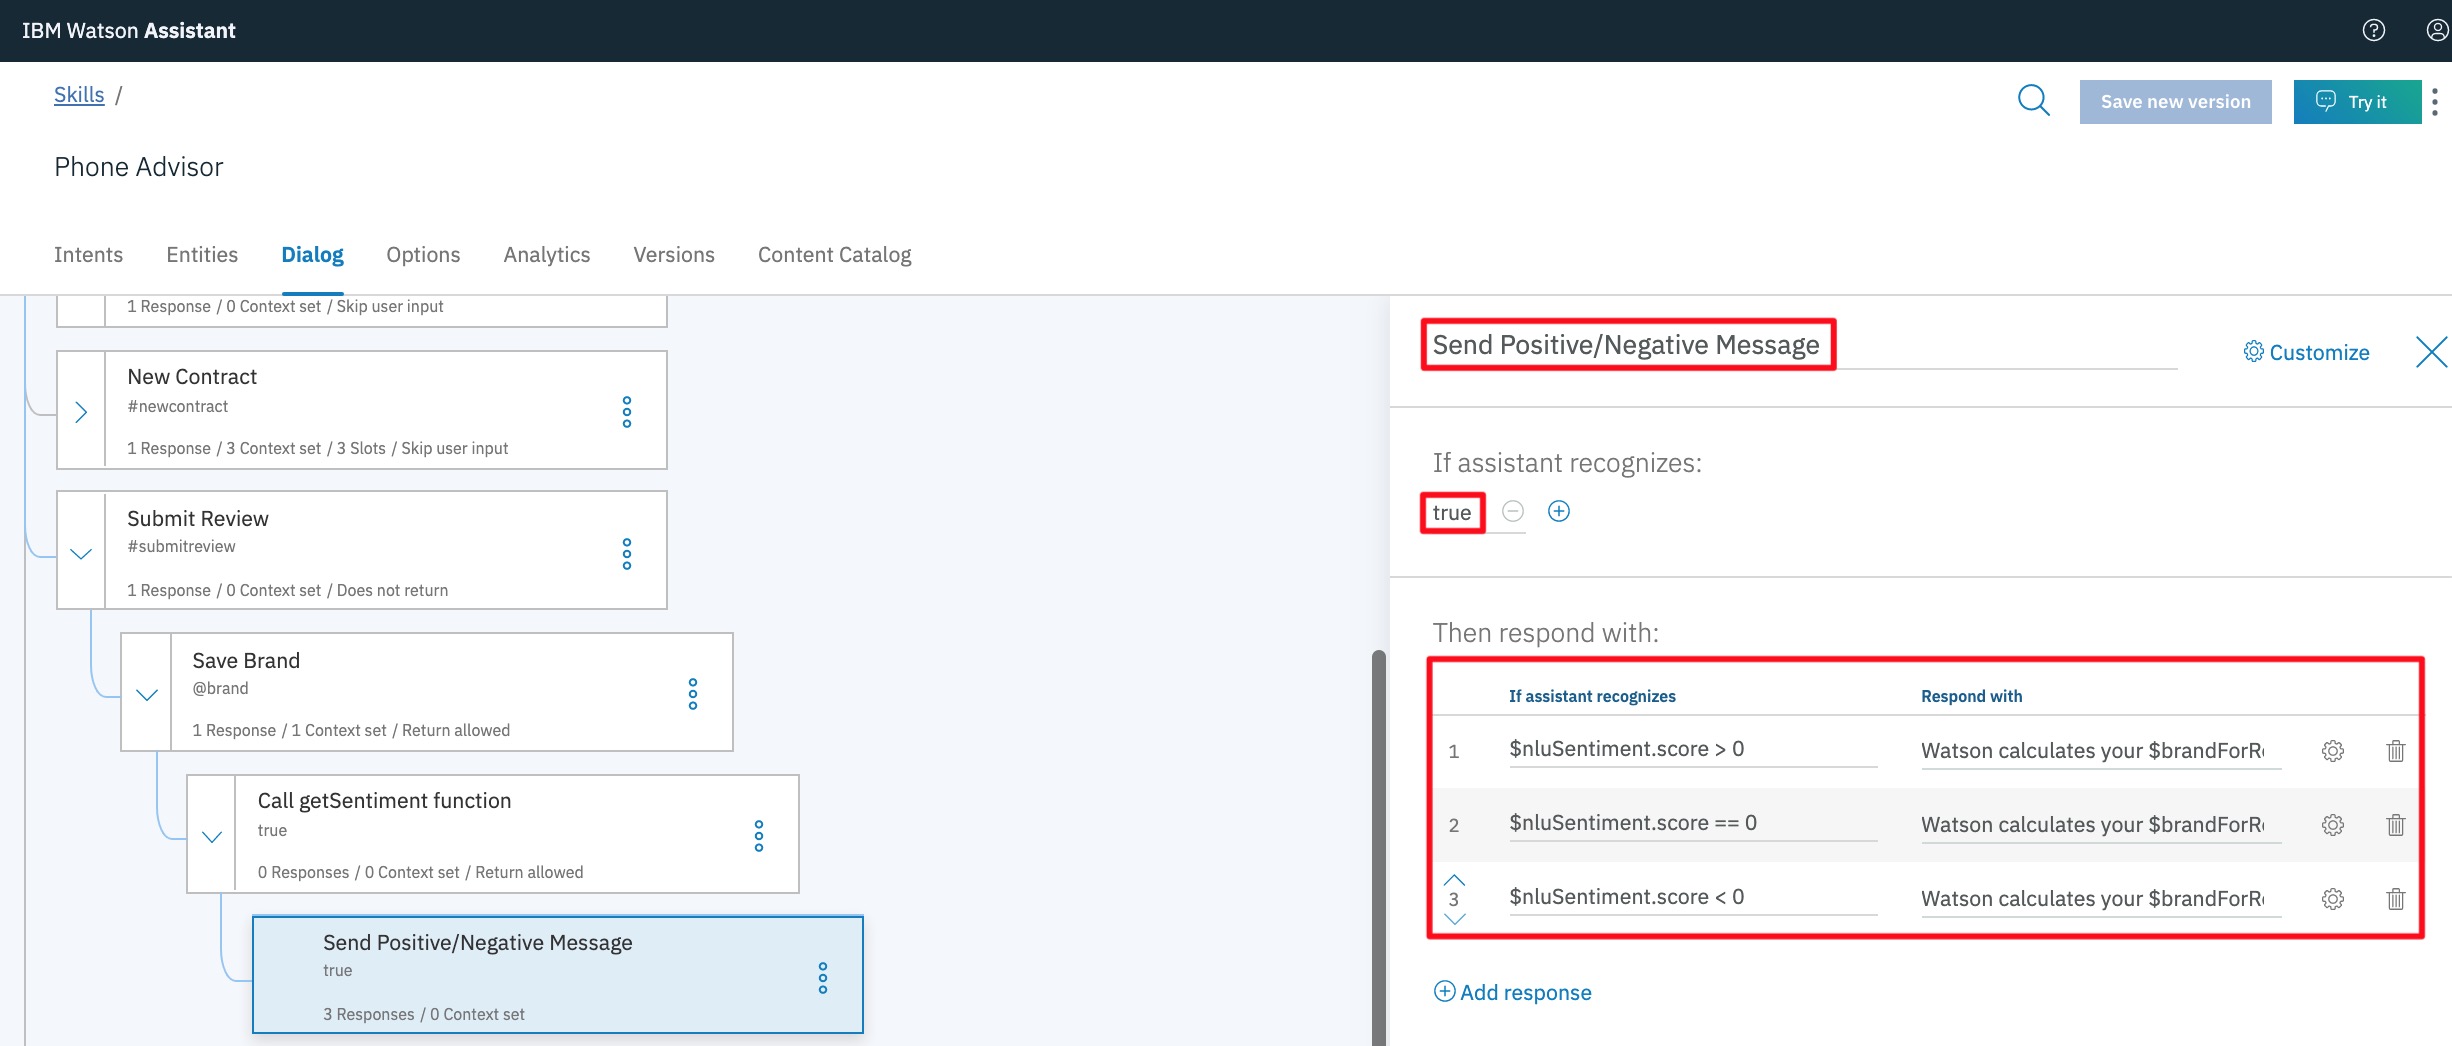 IBM Watson Assistant
Skills /
Save new version
Try it
Phone Advisor
Intents
Entities
Dialog
Options
Analytics
Versions
Content Catalog
1 Response / 0 Context set / Skip user input
New Contract
#newcontract
1 Response / 3 Context set / 3 Slots / Skip user input
Submit Review
#submitreview
1 Response / 0 Context set / Does not return
Save Brand
@brand
1 Response / 1 Context set / Return allowed
Call getSentiment function
true
0 Responses / 0 Context set / Return allowed
Send Positive/Negative Message
true
3 Responses / 0 Context set
Send Positive/Negative Message
Customize
If assistant recognizes:
true
Then respond with:
If assistant recognizes Respond with
1 $nluSentiment.score > 0 Watson calculates your $brandForR
2 $nluSentiment.score == 0 Watson calculates your $brandForR
3 $nluSentiment.score < 0 Watson calculates your $brandForR
Add response